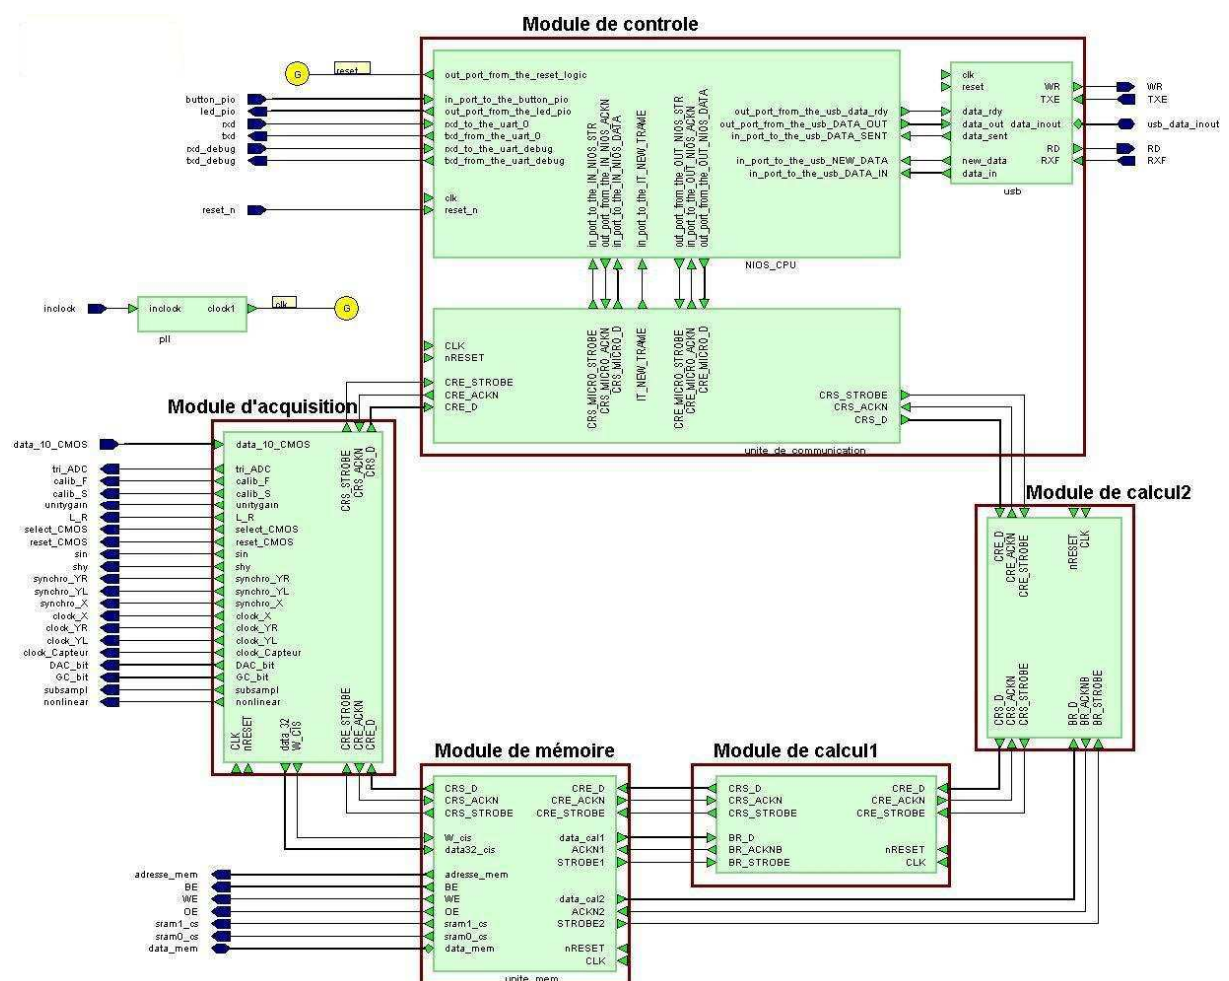 Module de controle
G
reset
out_port_from_the_reset_logic
button_pio
led_pio
rxd
txd
rxd_debug
txd_debug
reset_n
in_port_to_the_button_pio
out_port_from_the_led_pio
rxd_to_the_uart_0
txd_from_the_uart_0
rxd_to_the_uart_debug
txd_from_the_uart_debug
clk
reset_n
in_port_to_the_IN_NIOS_STR
out_port_from_the_IN_NIOS_ACKN
in_port_to_the_IN_NIOS_DATA
in_port_to_the_IT_NEW_TRAME
out_port_from_the_OUT_NIOS_STR
in_port_to_the_OUT_NIOS_ACKN
out_port_from_the_OUT_NIOS_DATA
out_port_from_the_usb_data_rdy
out_port_from_the_usb_DATA_OUT
in_port_to_the_usb_DATA_SENT
in_port_to_the_usb_NEW_DATA
in_port_to_the_usb_DATA_IN
NIOS_CPU
clk
reset
WR
TXE
data_rdy
data_out data_inout
data_sent
RD
new_data RXF
data_in
usb
WR
TXE
usb_data_inout
RD
RXF
inclock
inclock clock1
pll
clk
G
CLK
nRESET
CRE_STROBE
CRE_ACKN
CRE_D
CRS_MICRO_STROBE
CRS_MICRO_ACKN
CRS_MICRO_D
IT_NEW_TRAME
CRE_MICRO_STROBE
CRE_MICRO_ACKN
CRE_MICRO_D
CRS_STROBE
CRS_ACKN
CRS_D
unite_de_communication
Module d'acquisition
data_10_CMOS
tri_ADC
calib_F
calib_S
unitygain
L_R
select_CMOS
reset_CMOS
sin
shy
synchro_YR
synchro_YL
synchro_X
clock_X
clock_YR
clock_YL
clock_Capteur
DAC_bit
GC_bit
subsampl
nonlinear
data_10_CMOS
tri_ADC
calib_F
calib_S
unitygain
L_R
select_CMOS
reset_CMOS
sin
shy
synchro_YR
synchro_YL
synchro_X
clock_X
clock_YR
clock_YL
clock_Capteur
DAC_bit
GC_bit
subsampl
nonlinear
CRS_STROBE
CRS_ACKN
CRS_D
CLK
nRESET
data_32
W_CIS
CRE_STROBE
CRE_ACKN
CRE_D
Module de calcul2
CRE_D
CRE_ACKN
CRE_STROBE
nRESET
CLK
CRS_D
CRS_ACKN
CRS_STROBE
BR_D
BR_ACKNB
BR_STROBE
Module de mémoire
CRS_D CRE_D
CRS_ACKN CRE_ACKN
CRS_STROBE CRE_STROBE
W_cis data_cal1
data32_cis ACKN1
STROBE1
adresse_mem
BE
WE data_cal2
OE ACKN2
sram1_cs STROBE2
sram0_cs
data_mem nRESET
CLK
unite_mem
adresse_mem
BE
WE
OE
sram1_cs
sram0_cs
data_mem
Module de calcul1
CRS_D CRE_D
CRS_ACKN CRE_ACKN
CRS_STROBE CRE_STROBE
BR_D
BR_ACKNB nRESET
BR_STROBE CLK